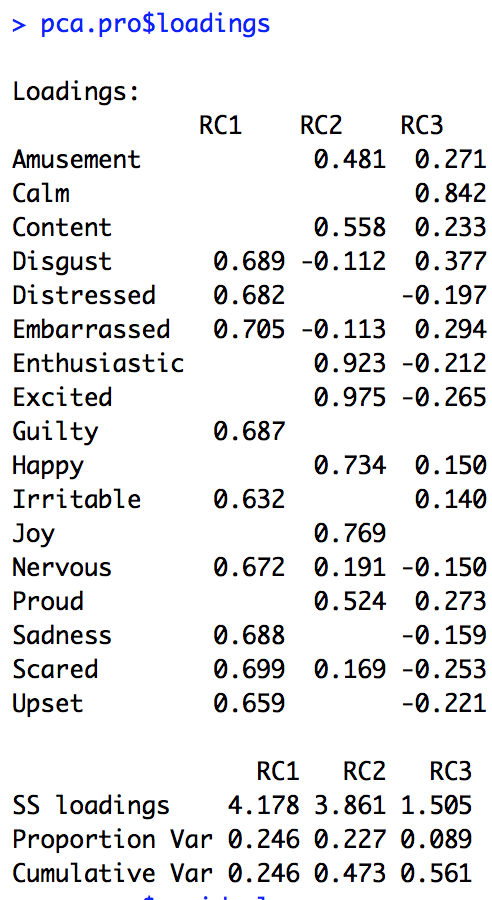 > pca.pro$loadings
Loadings:
RC1 RC2 RC3
Amusement 0.481 0.271
Calm 0.842
Content 0.558 0.233
Disgust 0.689 -0.112 0.377
Distressed 0.682 -0.197
Embarrassed 0.705 -0.113 0.294
Enthusiastic 0.923 -0.212
Excited 0.975 -0.265
Guilty 0.687
Happy 0.734 0.150
Irritable 0.632 0.140
Joy 0.769
Nervous 0.672 0.191 -0.150
Proud 0.524 0.273
Sadness 0.688 -0.159
Scared 0.699 0.169 -0.253
Upset 0.659 -0.221
RC1 RC2 RC3
SS loadings 4.178 3.861 1.505
Proportion Var 0.246 0.227 0.089
Cumulative Var 0.246 0.473 0.561